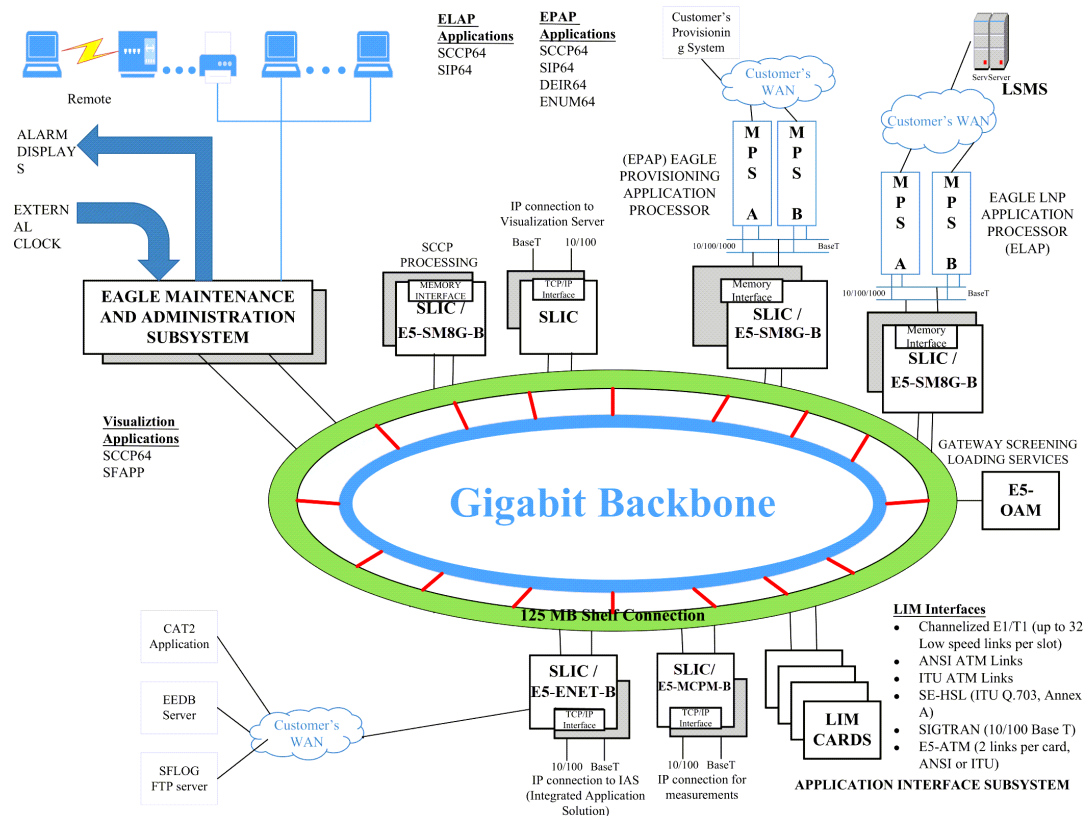 ELAP
Applications
SCCP64
SIP64
EPAP
Applications
SCCP64
SIP64
DEIR64
ENUM64
Customer's
Provisionin
g System
Customer's
WAN
ServServer
LSMS
Customer's WAN
Remote
ALARM
DISPLAY
S
EXTERN
AL
CLOCK
(EPAP) EAGLE
PROVISIONING
APPLICATION
PROCESSOR
M
P
S
A
M
P
S
B
10/100/1000
BaseT
M
P
S
A
M
P
S
B
EAGLE LNP
APPLICATION
PROCESSOR
(ELAP)
10/100/1000
BaseT
IP connection to
Visualization Server
BaseT
10/100
SCCP
PROCESSING
EAGLE MAINTENANCE
AND ADMINISTRATION
SUBSYSTEM
MEMORY
INTERFACE
SLIC /
E5-SM8G-B
TCP/IP
Interface
SLIC
Memory
Interface
SLIC /
E5-SM8G-B
Memory
Interface
SLIC /
E5-SM8G-B
Visualiztion
Applications
SCCP64
SFAPP
GATEWAY SCREENING
LOADING SERVICES
E5-
OAM
Gigabit Backbone
125 MB Shelf Connection
CAT2
Application
EEDB
Server
SFLOG
FTP server
Customer's
WAN
SLIC /
E5-ENET-B
TCP/IP
Interface
10/100
BaseT
IP connection to IAS
(Integrated Application
Solution)
SLIC/
E5-MCPM-B
TCP/IP
Interface
10/100
BaseT
IP connection for
measurements
LIM
CARDS
LIM Interfaces
• Channelized E1/T1 (up to 32
Low speed links per slot)
• ANSI ATM Links
• ITU ATM Links
• SE-HSL (ITU Q.703, Annex
A)
• SIGTRAN (10/100 Base T)
• E5-ATM (2 links per card,
ANSI or ITU)
APPLICATION INTERFACE SUBSYSTEM